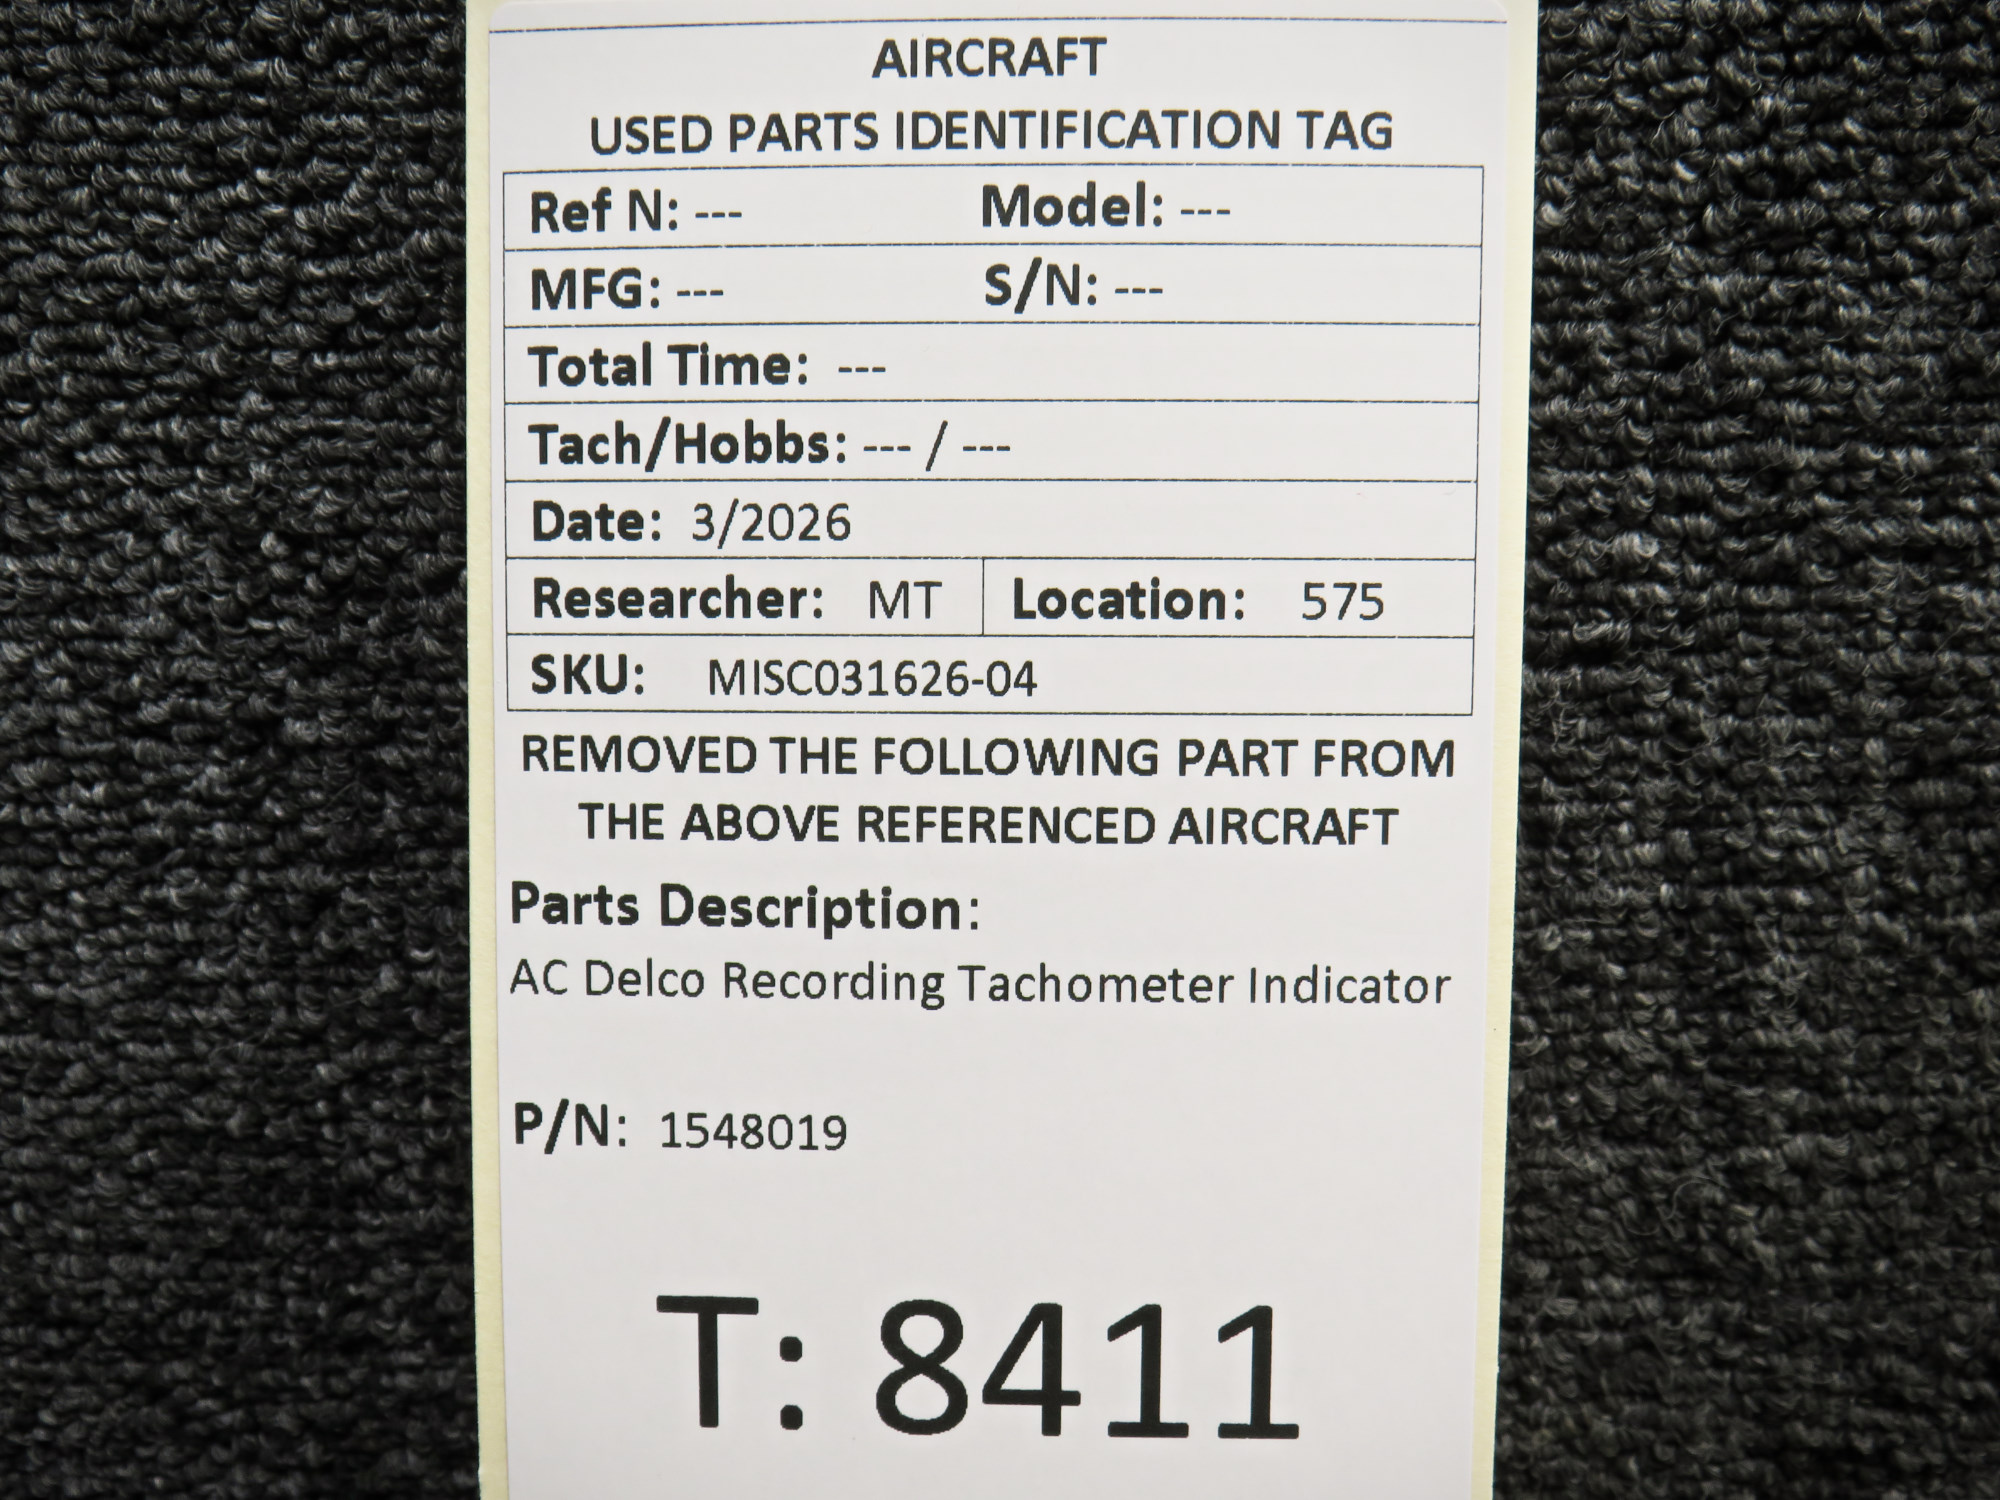 AIRCRAFT
USED PARTS IDENTIFICATION TAG
Ref N: --- Model: ---
MFG: --- S/N: ---
Total Time: ---
Tach/Hobbs: --- / ---
Date: 3/2026
Researcher: MT Location: 575
SKU: MISC031626-04
REMOVED THE FOLLOWING PART FROM
THE ABOVE REFERENCED AIRCRAFT
Parts Description:
AC Delco Recording Tachometer Indicator
P/N: 1548019
T: 8411